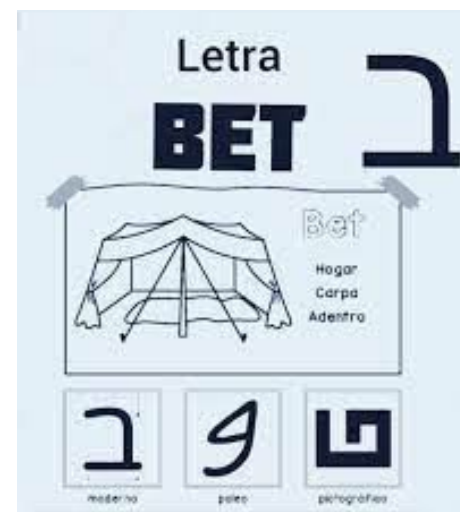 Letra
BET
ב
Bet
Hogar
Carpa
Adentro
ב
moderno
paleo
pictográfico